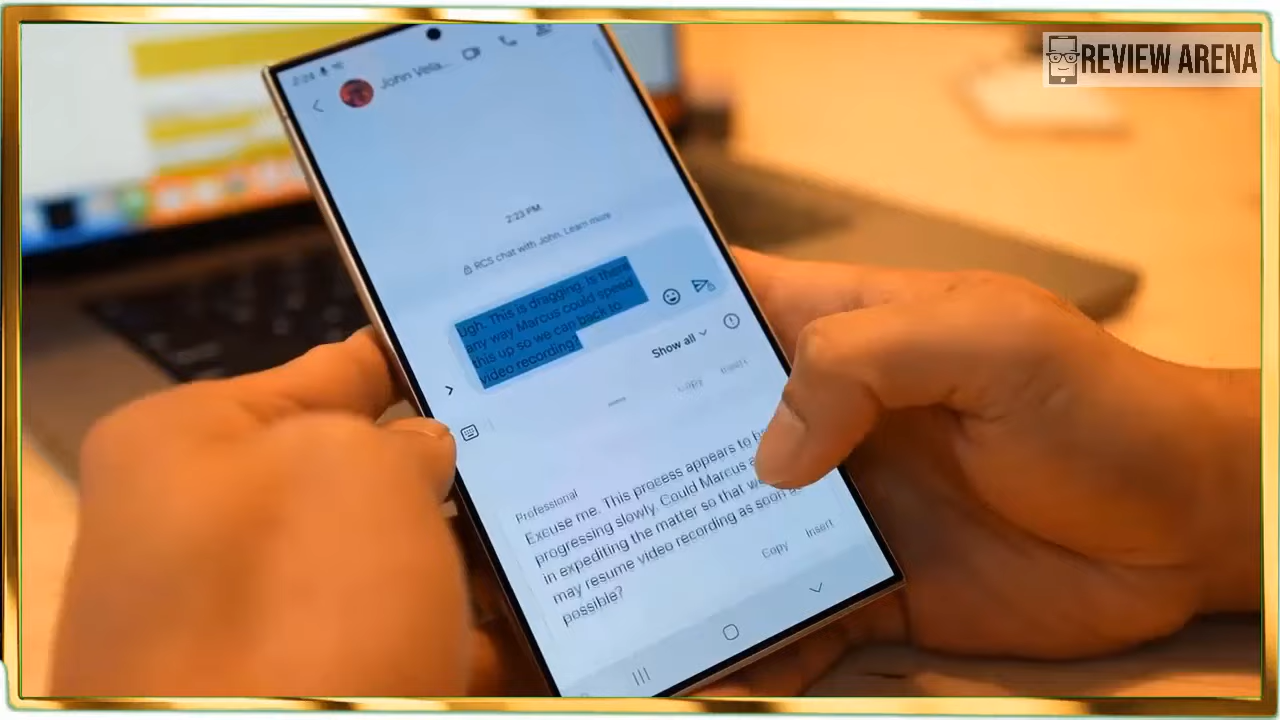 REVIEW ARENA
John Vela...
2:23 PM
RCS chat with John. Learn more
Ugh. This is dragging. Is there
any way Marcus could speed
this up so we can back to
video recording?
Show all
Copy Insert
Professional
Excuse me. This process appears to be
progressing slowly. Could Marcus
in expediting the matter so that
may resume video recording as soon as
possible?
Copy Insert